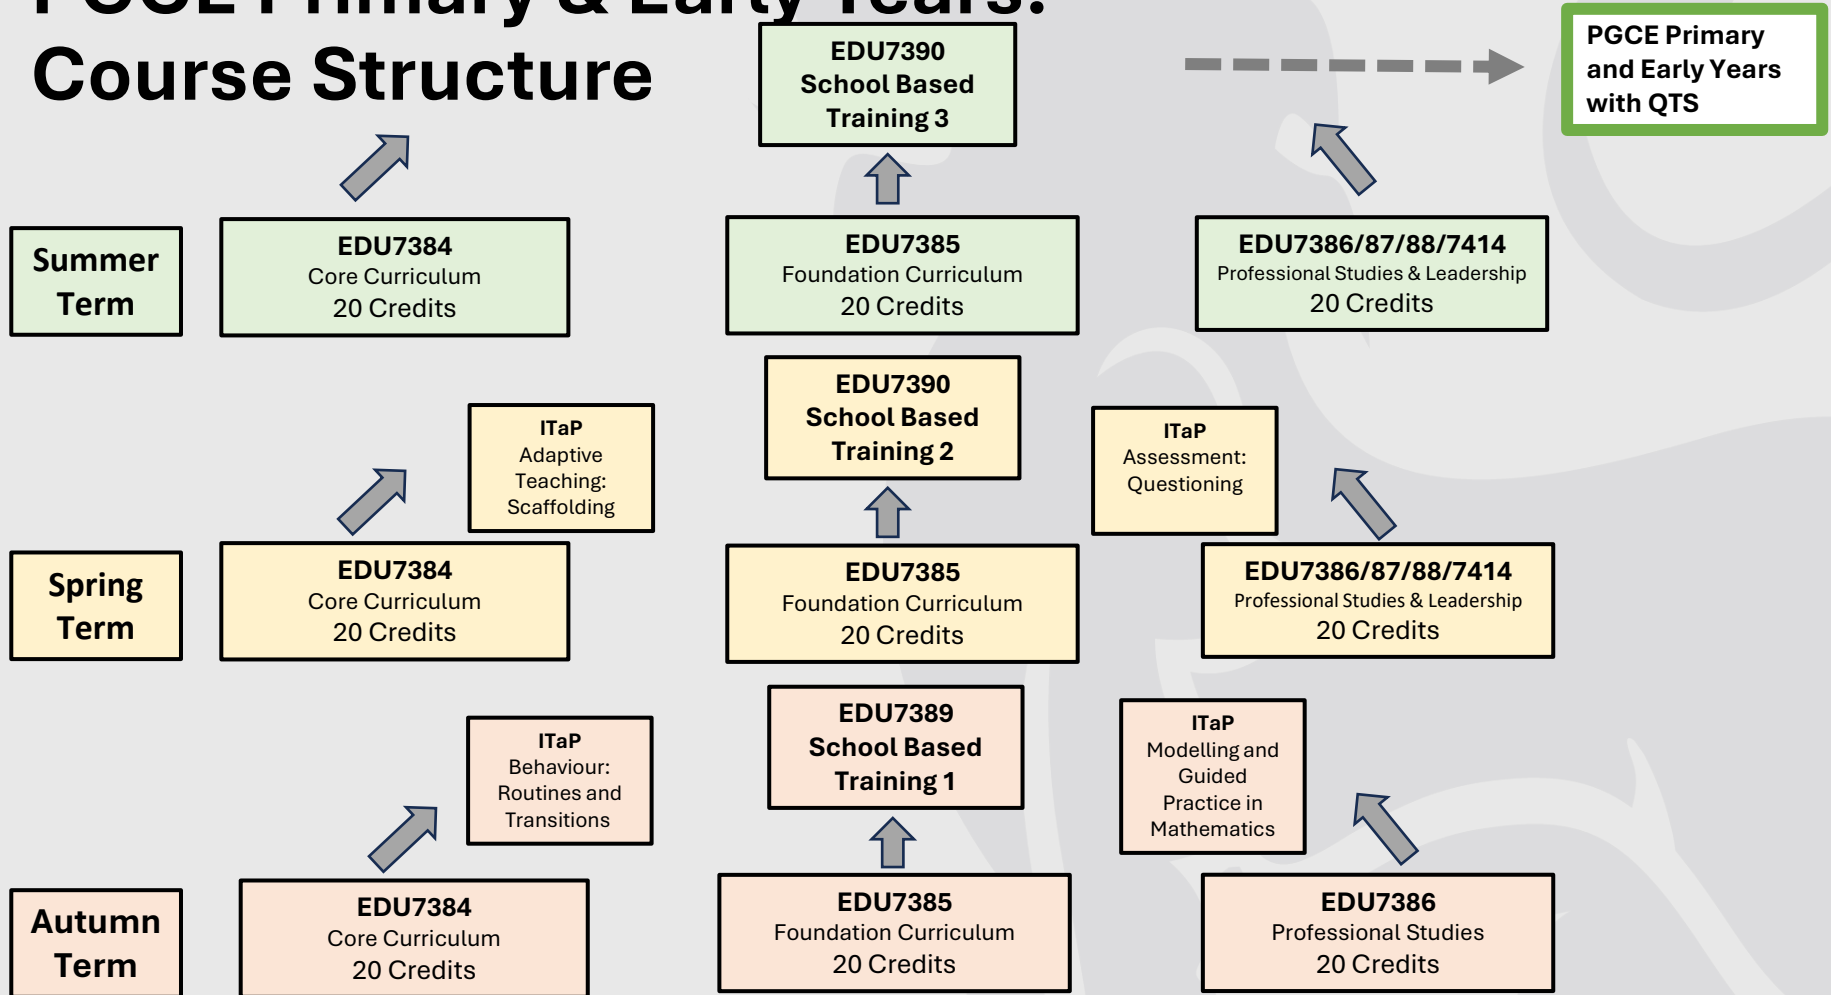 PGCE Primary & Early Years:
Course Structure
EDU7390
School Based
Training 3
PGCE Primary
and Early Years
with QTS
Summer
Term
EDU7384
Core Curriculum
20 Credits
EDU7385
Foundation Curriculum
20 Credits
EDU7386/87/88/7414
Professional Studies & Leadership
20 Credits
ITaP
Adaptive
Teaching:
Scaffolding
EDU7390
School Based
Training 2
ITaP
Assessment:
Questioning
Spring
Term
EDU7384
Core Curriculum
20 Credits
EDU7385
Foundation Curriculum
20 Credits
EDU7386/87/88/7414
Professional Studies & Leadership
20 Credits
ITaP
Behaviour:
Routines and
Transitions
EDU7389
School Based
Training 1
ITaP
Modelling and
Guided
Practice in
Mathematics
Autumn
Term
EDU7384
Core Curriculum
20 Credits
EDU7385
Foundation Curriculum
20 Credits
EDU7386
Professional Studies
20 Credits